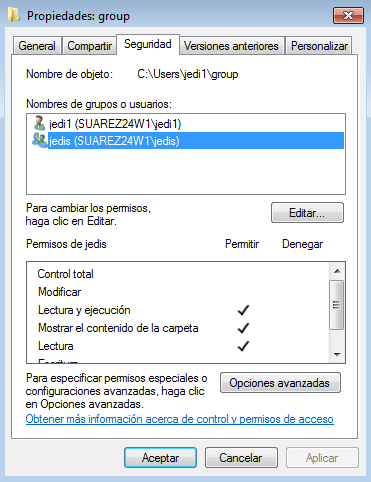 Propiedades: group
General
Compartir
Seguridad
Versiones anteriores
Personalizar
Nombre de objeto: C:\Users\jedi1\group
Nombres de grupos o usuarios:
jedi1 (SUAREZ24W1\jedi1)
jedis (SUAREZ24W1\jedis)
Para cambiar los permisos,
haga clic en Editar.
Editar...
Permisos de jedis Permitir Denegar
Control total
Modificar
Lectura y ejecución
Mostrar el contenido de la carpeta
Lectura
Escritura
Para especificar permisos especiales o
configuraciones avanzadas, haga clic
en Opciones avanzadas.
Opciones avanzadas
Obtener más información acerca de control y permisos de acceso
Aceptar
Cancelar
Aplicar